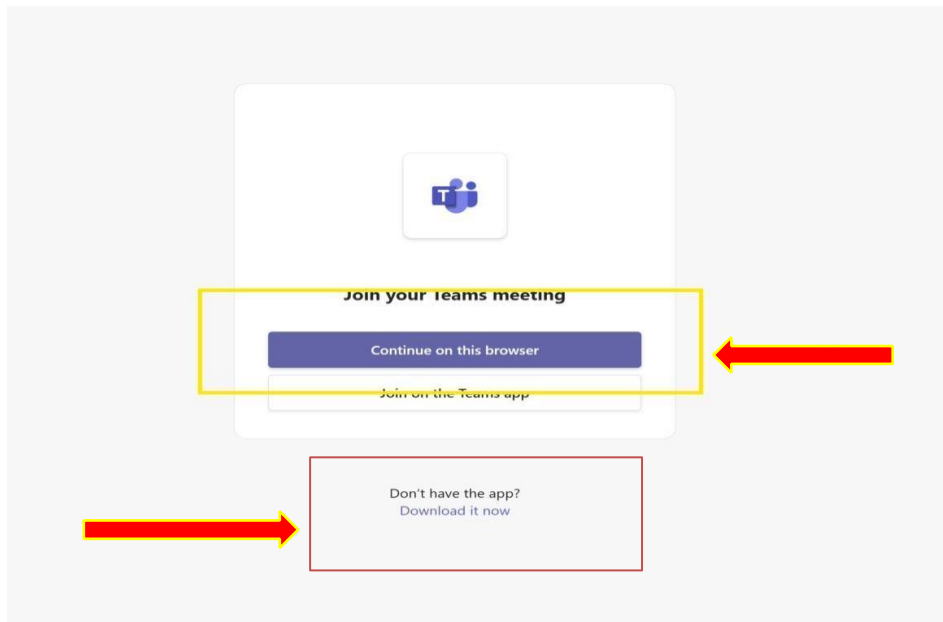 T
Join your Teams meeting
Continue on this browser
Join on the Teams app
Don't have the app?
Download it now